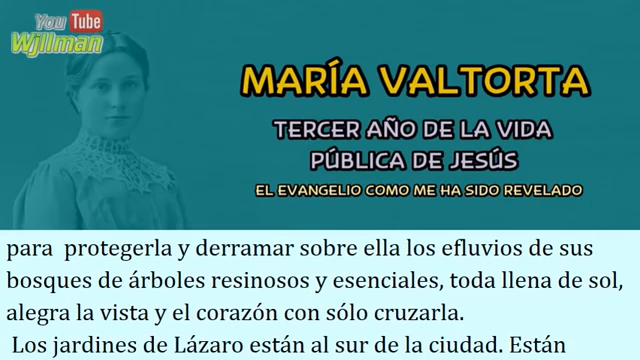 You Tube
Wjllman
MARÍA VALTORTA
TERCER AÑO DE LA VIDA
PÚBLICA DE JESÚS
EL EVANGELIO COMO ME HA SIDO REVELADO
para protegerla y derramar sobre ella los efluvios de sus
bosques de árboles resinosos y esenciales, toda llena de sol,
alegra la vista y el corazón con sólo cruzarla.
Los jardines de Lázaro están al sur de la ciudad. Están